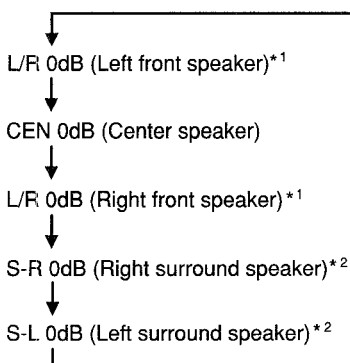 L/R 0dB (Left front speaker)*1
CEN 0dB (Center speaker)
L/R 0dB (Right front speaker)*1
S-R 0dB (Right surround speaker)*2
S-L 0dB (Left surround speaker)*2